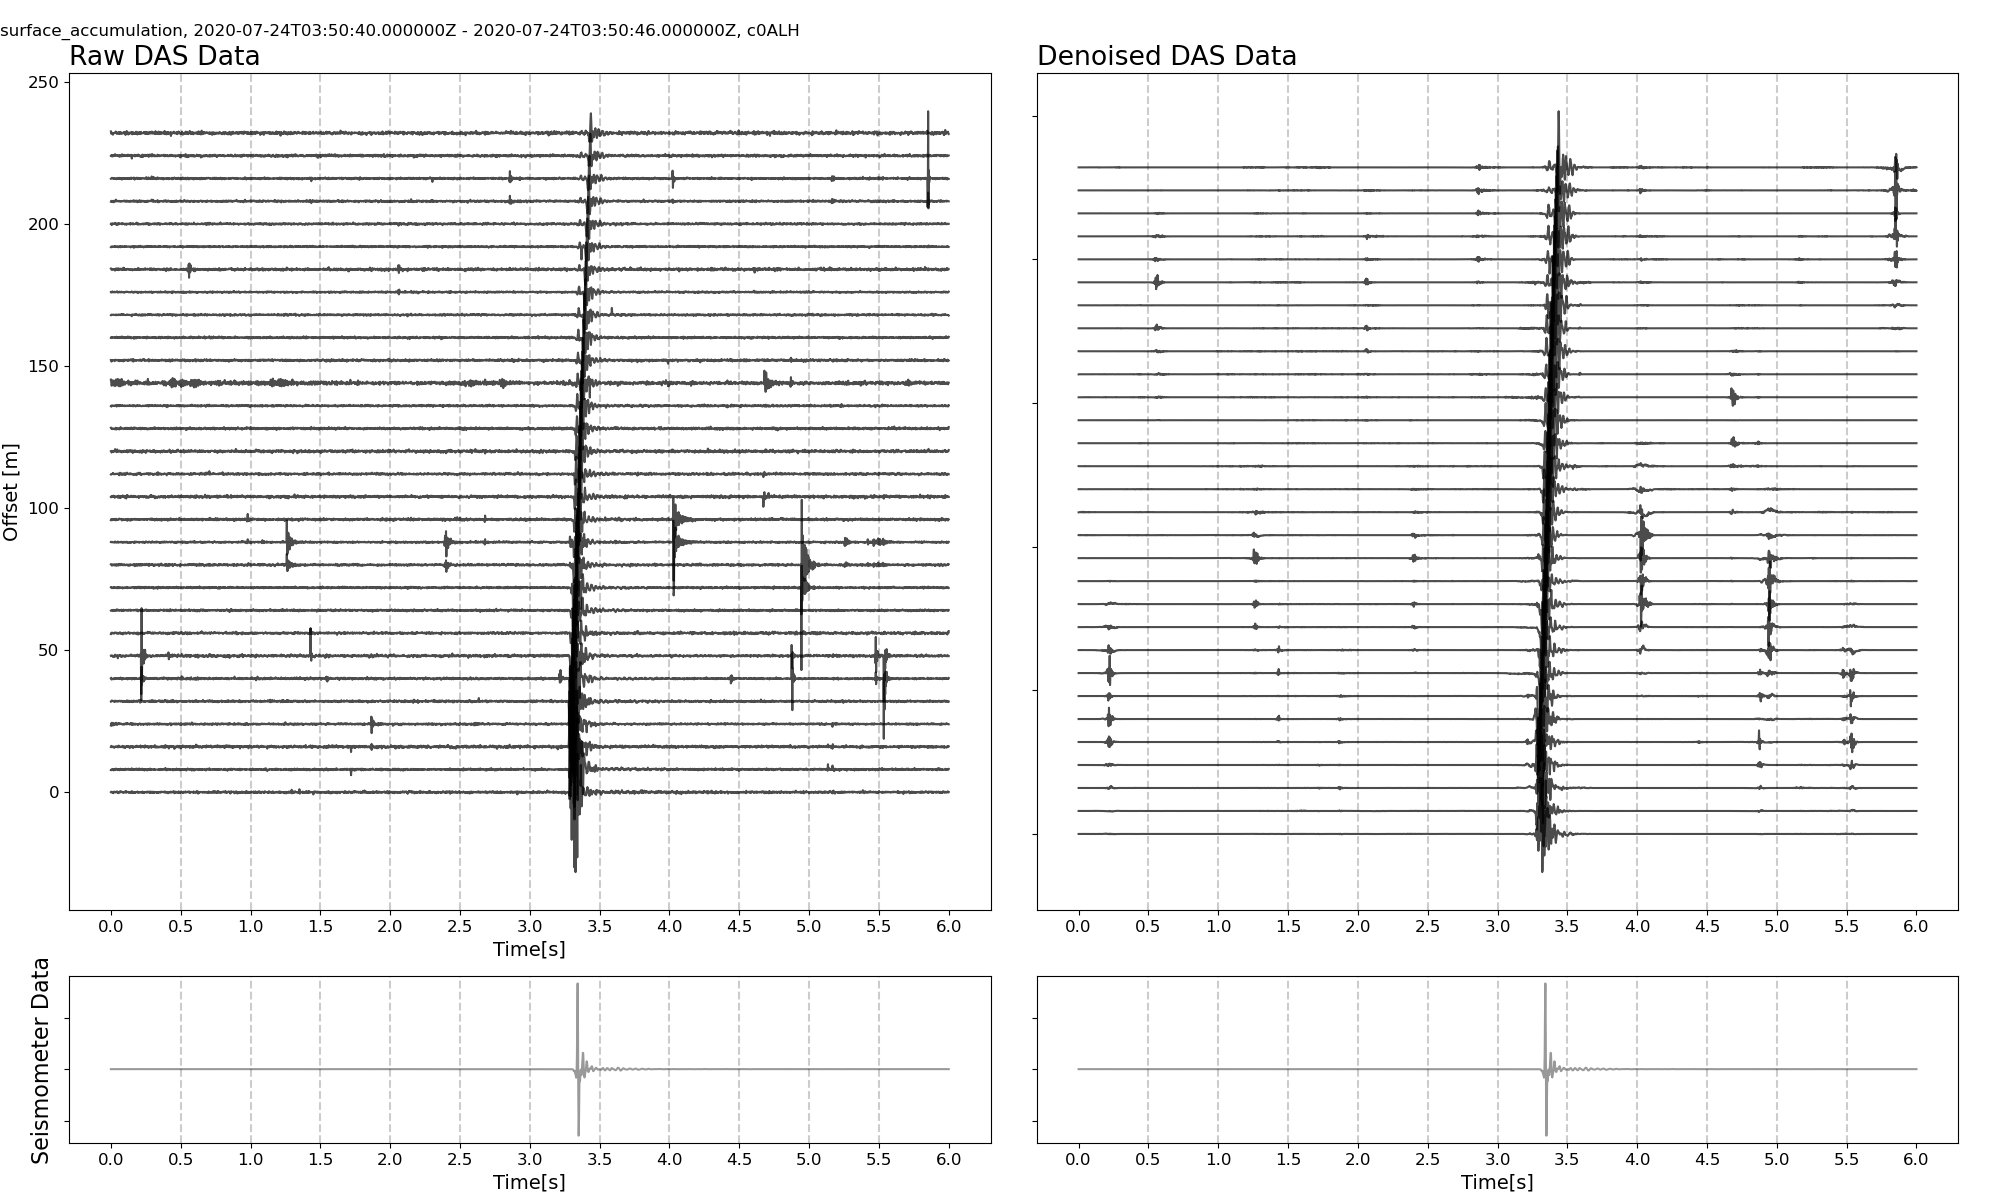 surface_accumulation, 2020-07-24T03:50:40.000000Z - 2020-07-24T03:50:46.000000Z, c0ALH
Raw DAS Data
Denoised DAS Data
Offset [m]
250
200
150
100
50
0
0.0 0.5 1.0 1.5 2.0 2.5 3.0 3.5 4.0 4.5 5.0 5.5 6.0
Time[s]
0.0 0.5 1.0 1.5 2.0 2.5 3.0 3.5 4.0 4.5 5.0 5.5 6.0
Seismometer Data
0.0 0.5 1.0 1.5 2.0 2.5 3.0 3.5 4.0 4.5 5.0 5.5 6.0
Time[s]
0.0 0.5 1.0 1.5 2.0 2.5 3.0 3.5 4.0 4.5 5.0 5.5 6.0
Time[s]